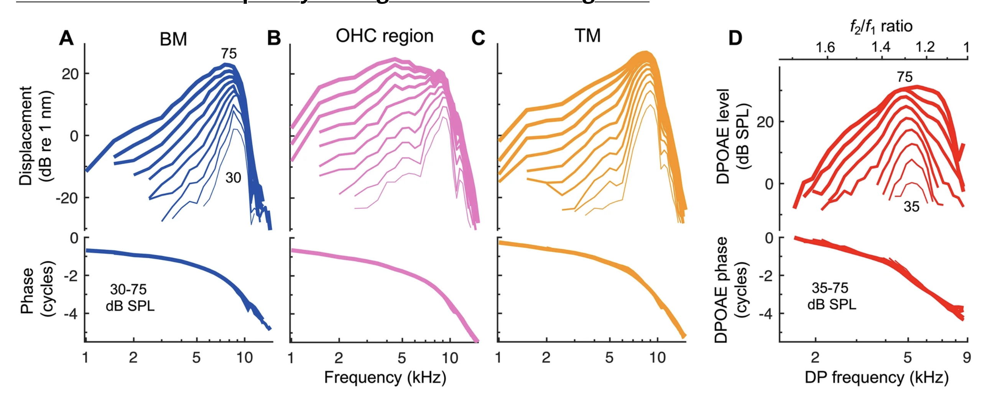 A
BM
B
OHC region
C
TM
D
f2/f1 ratio
1.6
1.4
1.2
1
Displacement
(dB re 1 nm)
20
0
-20
75
30
DPOAE level
(dB SPL)
20
0
75
35
Phase
(cycles)
0
-2
-4
30-75
dB SPL
DPOAE phase
(cycles)
0
-2
-4
35-75
dB SPL
1
2
5
10
1
2
5
10
1
2
5
10
2
5
9
Frequency (kHz)
DP frequency (kHz)